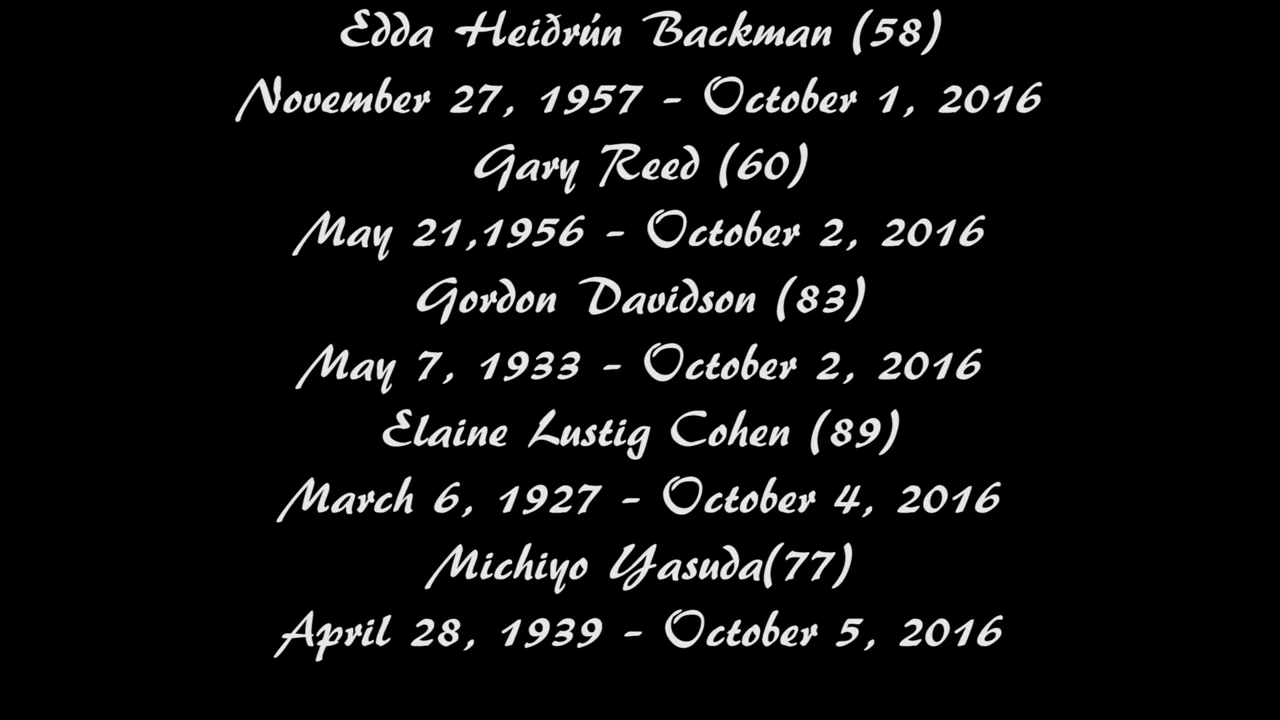 Edda Heiðrún Backman (58)
November 27, 1957 - October 1, 2016
Gary Reed (60)
May 21,1956 - October 2, 2016
Gordon Davidson (83)
May 7, 1933 - October 2, 2016
Elaine Lustig Cohen (89)
March 6, 1927 - October 4, 2016
Michiyo Yasuda(77)
April 28, 1939 - October 5, 2016